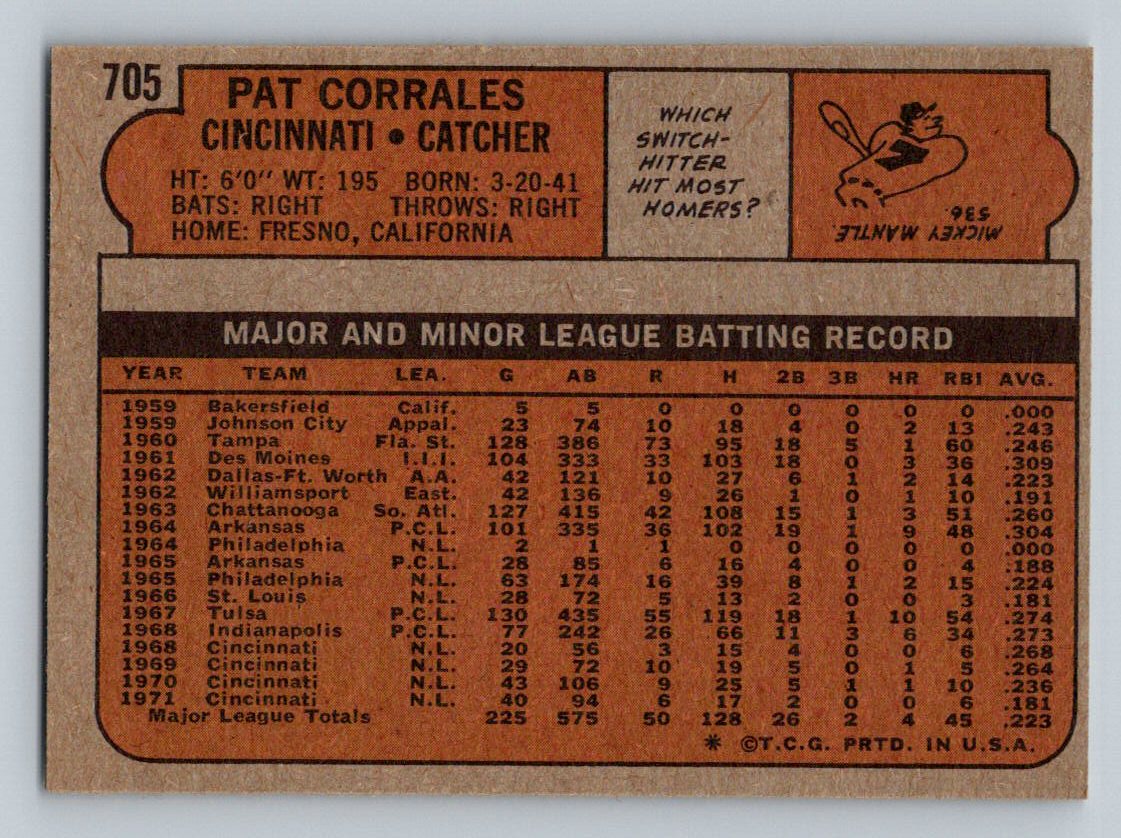 705
PAT CORRALES
CINCINNATI • CATCHER
HT: 6'0" WT: 195 BORN: 3-20-41
BATS: RIGHT THROWS: RIGHT
HOME: FRESNO, CALIFORNIA
WHICH
SWITCH-
HITTER
HIT MOST
HOMERS?
MICKEY MANTLE
536
MAJOR AND MINOR LEAGUE BATTING RECORD
YEAR TEAM LEA. G AB R H 2B 3B HR RBI AVG.
1959 Bakersfield Calif. 5 5 0 0 0 0 0 0 .000
1959 Johnson City Appal. 23 74 10 18 4 0 2 13 .243
1960 Tampa Fla. St. 128 386 73 95 18 5 1 60 .246
1961 Des Moines I.I.I. 104 333 33 103 18 0 3 36 .309
1962 Dallas-Ft. Worth A.A. 42 121 10 27 6 1 2 14 .223
1962 Williamsport East. 42 136 9 26 1 0 1 10 .191
1963 Chattanooga So. Atl. 127 415 42 108 15 1 3 51 .260
1964 Arkansas P.C.L. 101 335 36 102 19 1 9 48 .304
1964 Philadelphia N.L. 2 1 1 0 0 0 0 0 .000
1965 Arkansas P.C.L. 28 85 6 16 4 0 0 4 .188
1965 Philadelphia N.L. 63 174 16 39 8 1 2 15 .224
1966 St. Louis N.L. 28 72 5 13 2 0 0 3 .181
1967 Tulsa P.C.L. 130 435 55 119 18 1 10 54 .274
1968 Indianapolis P.C.L. 77 242 26 66 11 3 6 34 .273
1968 Cincinnati N.L. 20 56 3 15 4 0 0 6 .268
1969 Cincinnati N.L. 29 72 10 19 5 0 1 5 .264
1970 Cincinnati N.L. 43 106 9 25 5 1 1 10 .236
1971 Cincinnati N.L. 40 94 6 17 2 0 0 6 .181
Major League Totals 225 575 50 128 26 2 4 45 .223
* ©T.C.G. PRTD. IN U.S.A.